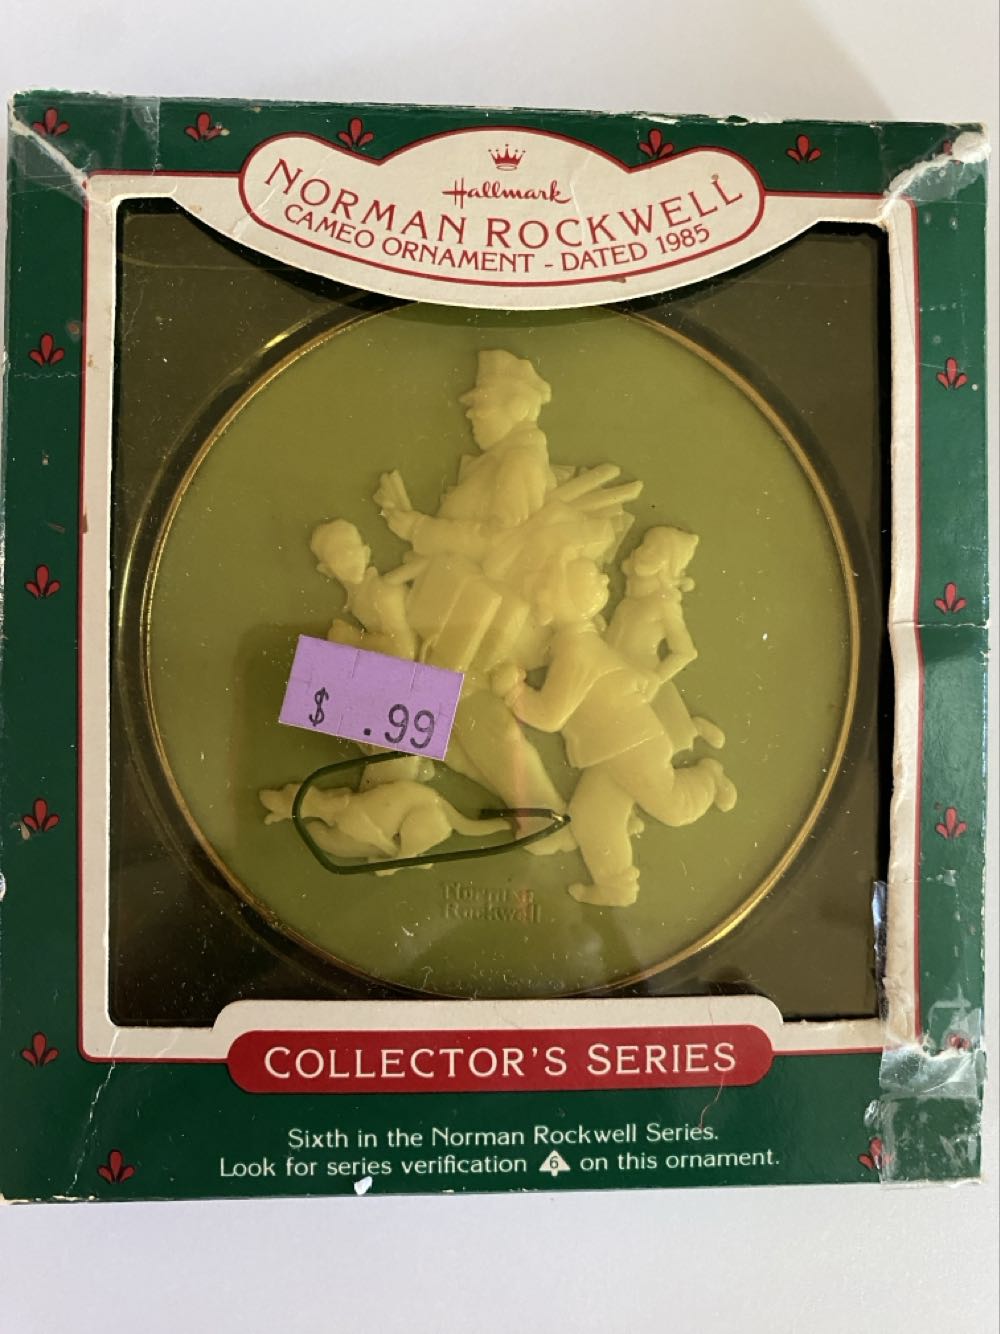 Hallmark
NORMAN ROCKWELL
CAMEO ORNAMENT - DATED 1985
$ .99
Norman
Rockwell
COLLECTOR'S SERIES
Sixth in the Norman Rockwell Series.
Look for series verification 6 on this ornament.